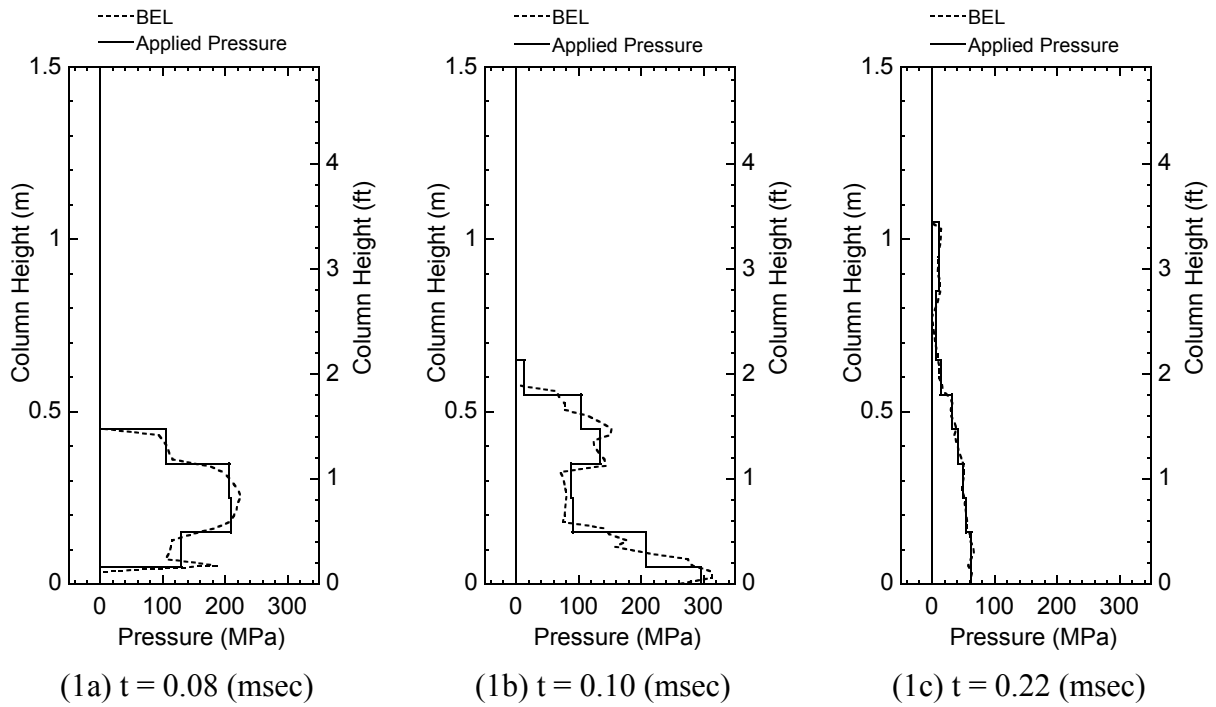 BEL
Applied Pressure
1.5
1
0.5
0
4
3
2
1
0
Column Height (m)
Column Height (ft)
0 100 200 300
Pressure (MPa)
(1a) t = 0.08 (msec)
BEL
Applied Pressure
1.5
1
0.5
0
4
3
2
1
0
Column Height (m)
Column Height (ft)
0 100 200 300
Pressure (MPa)
(1b) t = 0.10 (msec)
BEL
Applied Pressure
1.5
1
0.5
0
4
3
2
1
0
Column Height (m)
Column Height (ft)
0 100 200 300
Pressure (MPa)
(1c) t = 0.22 (msec)